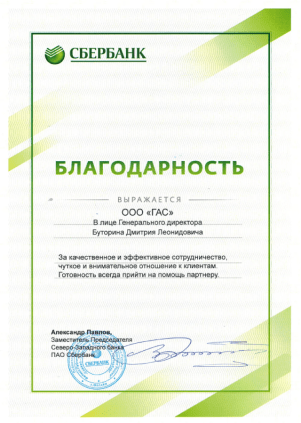 СБЕРБАНК
БЛАГОДАРНОСТЬ
ВЫРАЖАЕТСЯ
ООО «ГАС»
В лице Генерального директора
Буторина Дмитрия Леонидовича
За качественное и эффективное сотрудничество,
чуткое и внимательное отношение к клиентам.
Готовность всегда прийти на помощь партнеру.
Александр Павлов,
Заместитель Председателя
Северо-Западного банка
ПАО Сбербанк
СБЕРБАНК